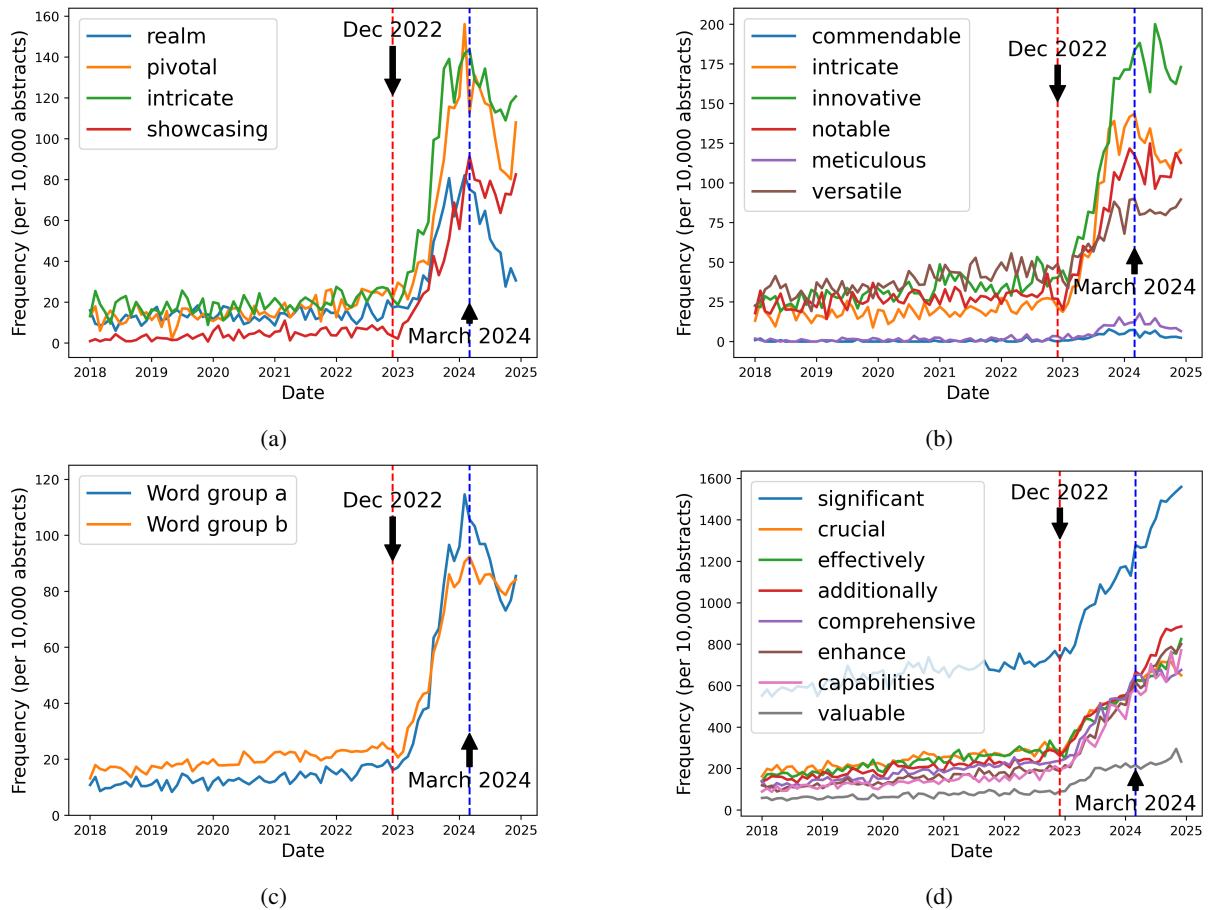 160
140
120
100
80
60
40
20
0
Frequency (per 10,000 abstracts)
realm
pivotal
intricate
showcasing
Dec 2022
March 2024
2018 2019 2020 2021 2022 2023 2024 2025
Date
(a)
200
175
150
125
100
75
50
25
0
Frequency (per 10,000 abstracts)
commendable
intricate
innovative
notable
meticulous
versatile
Dec 2022
March 2024
2018 2019 2020 2021 2022 2023 2024 2025
Date
(b)
120
100
80
60
40
20
0
Frequency (per 10,000 abstracts)
Word group a
Word group b
Dec 2022
March 2024
2018 2019 2020 2021 2022 2023 2024 2025
Date
(c)
1600
1400
1200
1000
800
600
400
200
0
Frequency (per 10,000 abstracts)
significant
crucial
effectively
additionally
comprehensive
enhance
capabilities
valuable
Dec 2022
March 2024
2018 2019 2020 2021 2022 2023 2024 2025
Date
(d)